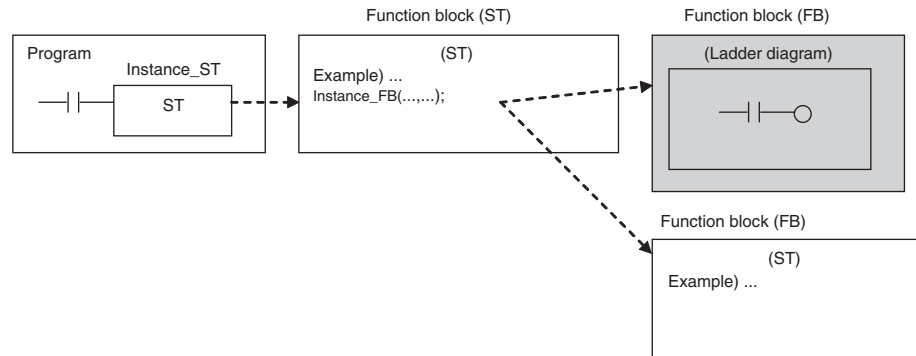 Function block (ST)
Function block (FB)
Program
Instance_ST
ST
(ST)
Example) ...
Instance_FB(...,...);
(Ladder diagram)
Function block (FB)
(ST)
Example) ...